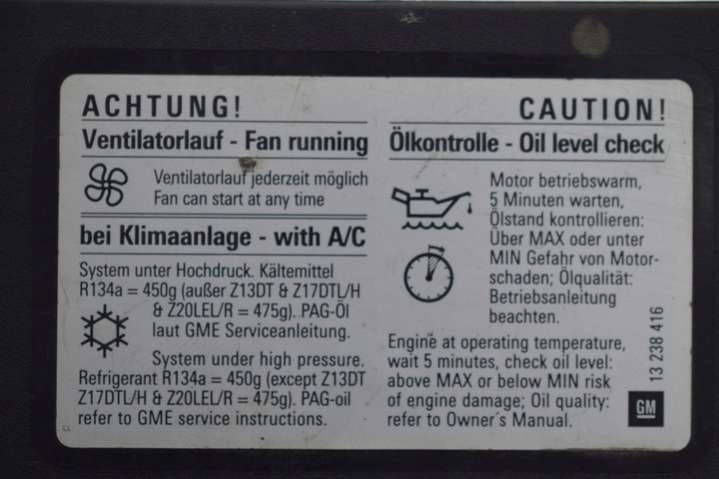 ACHTUNG!
Ventilatorlauf - Fan running
Ventilatorlauf jederzeit möglich
Fan can start at any time
bei Klimaanlage - with A/C
System unter Hochdruck. Kältemittel
R134a = 450g (außer Z13DT & Z17DTL/H
& Z20LEL/R = 475g). PAG-Öl
laut GME Serviceanleitung.
System under high pressure.
Refrigerant R134a = 450g (except Z13DT
Z17DTL/H & Z20LEL/R = 475g). PAG-oil
refer to GME service instructions.
CAUTION!
Ölkontrolle - Oil level check
Motor betriebswarm,
5 Minuten warten,
Ölstand kontrollieren:
Über MAX oder unter
MIN Gefahr von Motor-
schaden; Ölqualität:
Betriebsanleitung
beachten.
Engine at operating temperature,
wait 5 minutes, check oil level:
above MAX or below MIN risk
of engine damage; Oil quality:
refer to Owner´s Manual.
13 238 416
GM